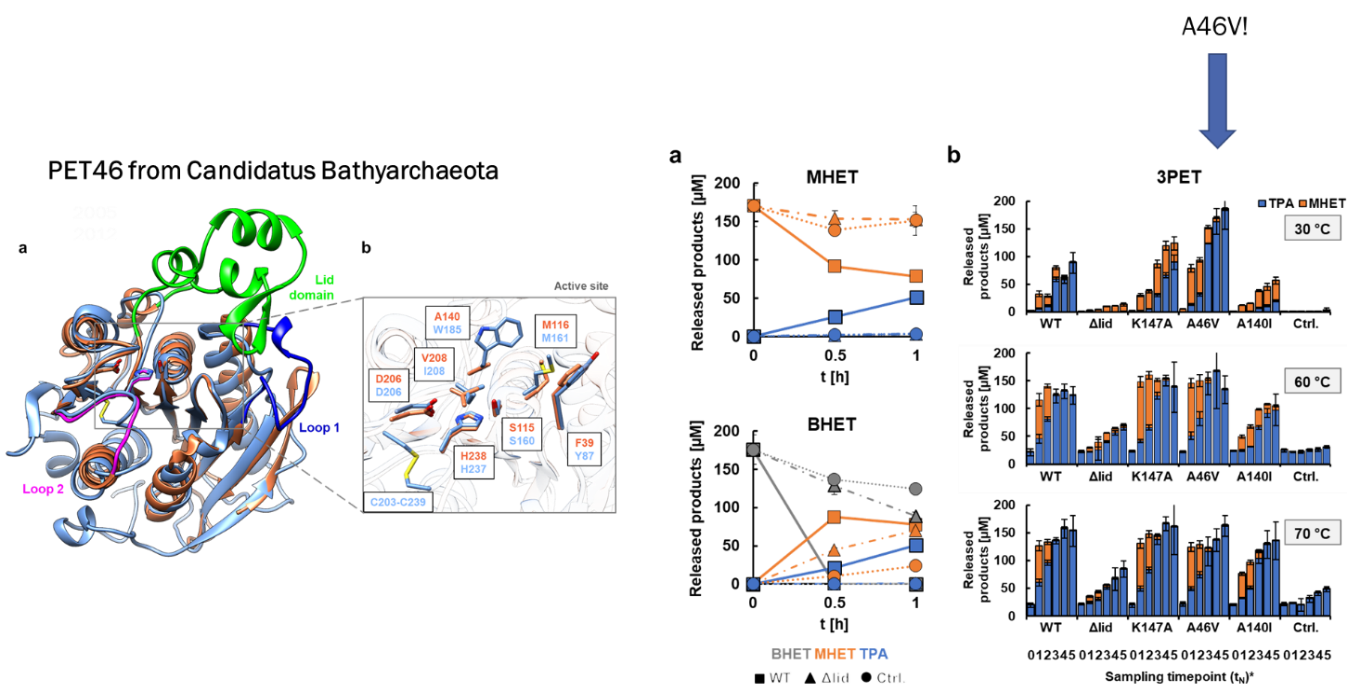 A46V!
PET46 from Candidatus Bathyarchaeota
a
Lid
domain
Loop 1
Loop 2
b
Active site
A140
W185
M116
M161
V208
I208
D206
D206
S115
S160
H238
H237
F39
Y87
C203-C239
a
MHET
Released products [µM]
200
150
100
50
0
0
0.5
1
t [h]
BHET
Released products [µM]
200
150
100
50
0
0
0.5
1
t [h]
BHET MHET TPA
WT
Δlid
Ctrl.
b
3PET
TPA
MHET
30 °C
Released
products [µM]
200
150
100
50
0
WT
Δlid
K147A
A46V
A140I
Ctrl.
60 °C
Released
products [µM]
200
150
100
50
0
WT
Δlid
K147A
A46V
A140I
Ctrl.
70 °C
Released
products [µM]
200
150
100
50
0
WT
Δlid
K147A
A46V
A140I
Ctrl.
012345 012345 012345 012345 012345 012345
Sampling timepoint (tN)*